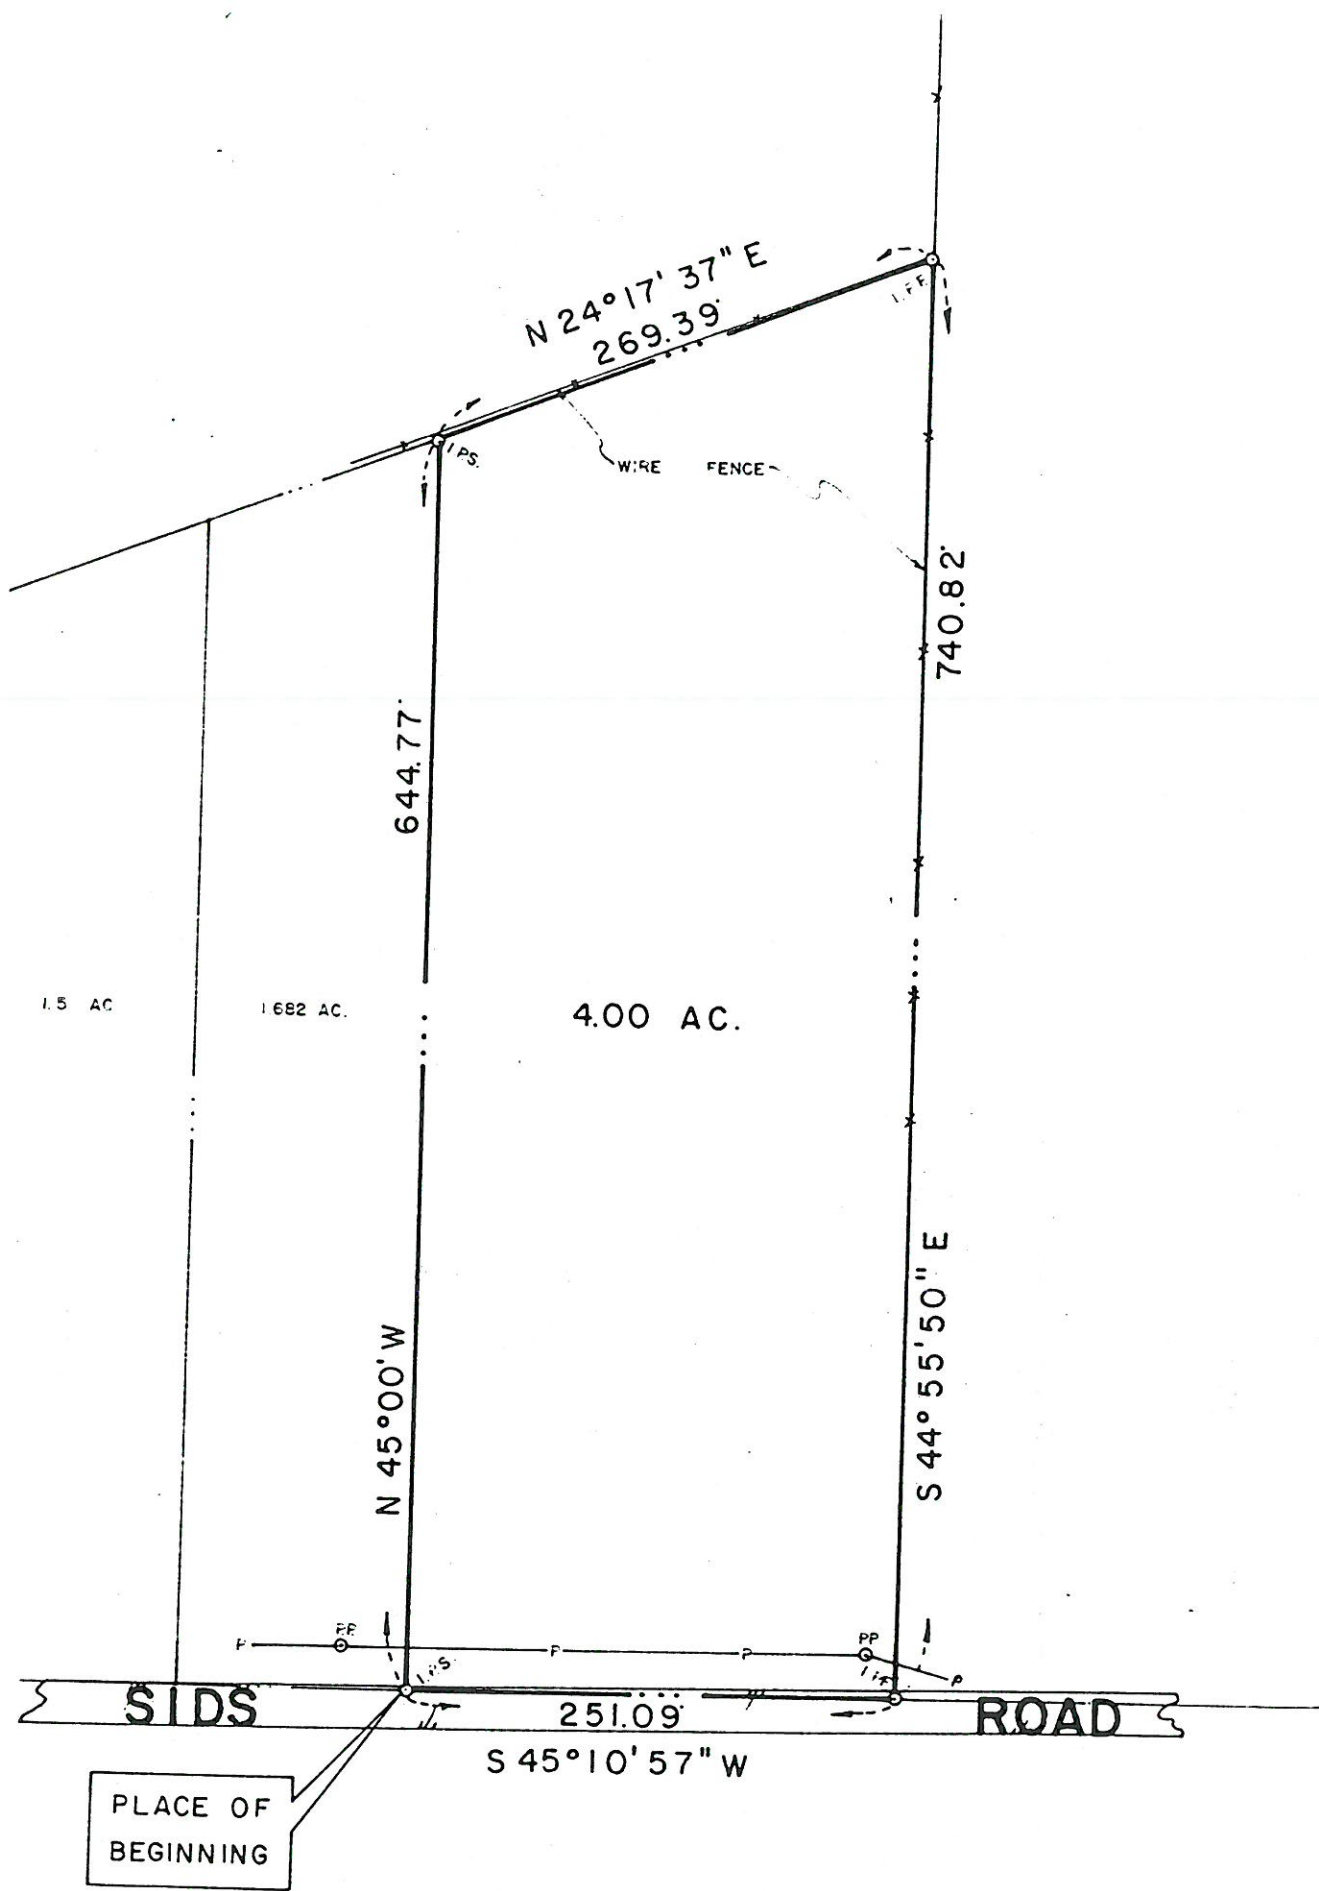 N 24°17' 37" E
269.39'
I.P.F.
I.P.S.
WIRE FENCE
740.82'
644.77'
1.5 AC
1.682 AC.
4.00 AC.
N 45°00' W
S 44° 55' 50" E
P
P.P.
P
P
PP
P
I.P.S.
SIDS
251.09'
ROAD
S 45°10' 57" W
PLACE OF
BEGINNING